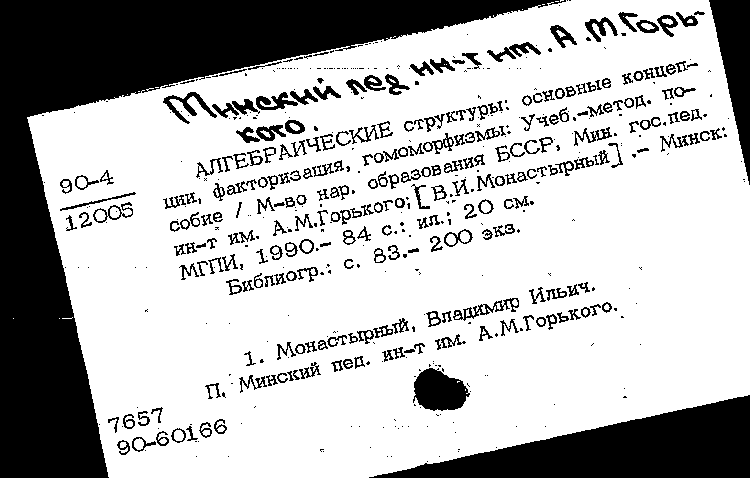 Минский пед. ин-т им. А.М.Горь-
кого.
90-4
12005
АЛГЕБРАИЧЕСКИЕ структуры: основные концеп-
ции, факторизация, гомоморфизмы: Учеб.-метод. по-
собие / М-во нар. образования БССР, Мин. гос.пед.
ин-т им. А.М.Горького; [В.И.Монастырный] .- Минск:
МГПИ, 1990.- 84 с.: ил.; 20 см.
Библиогр.: с. 83.- 200 экз.
1. Монастырный, Владимир Ильич.
П. Минский пед. ин-т им. А.М.Горького.
7657
90-60166